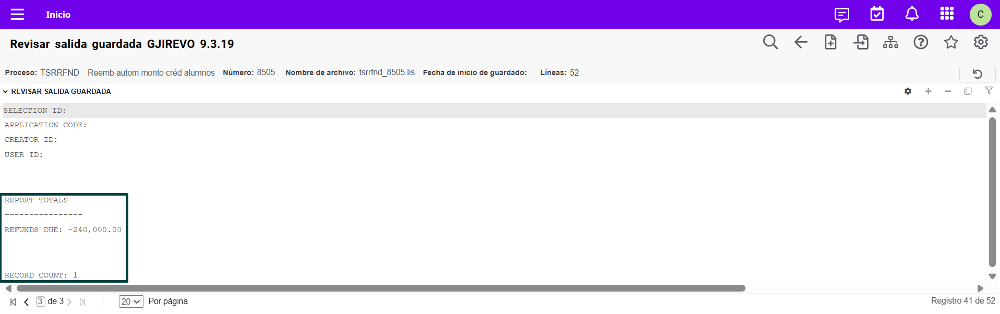 Inicio
C
Revisar salida guardada GJIREVO 9.3.19
Proceso: TSRRFND Reemb autom monto créd alumnos Número: 8505 Nombre de archivo: tsrrfnd_8505.lis Fecha de inicio de guardado: Líneas: 52
REVISAR SALIDA GUARDADA
SELECTION ID:
APPLICATION CODE:
CREATOR ID:
USER ID:
REPORT TOTALS
----------------
REFUNDS DUE: -240,000.00
RECORD COUNT: 1
3 de 3 20 Por página Registro 41 de 52